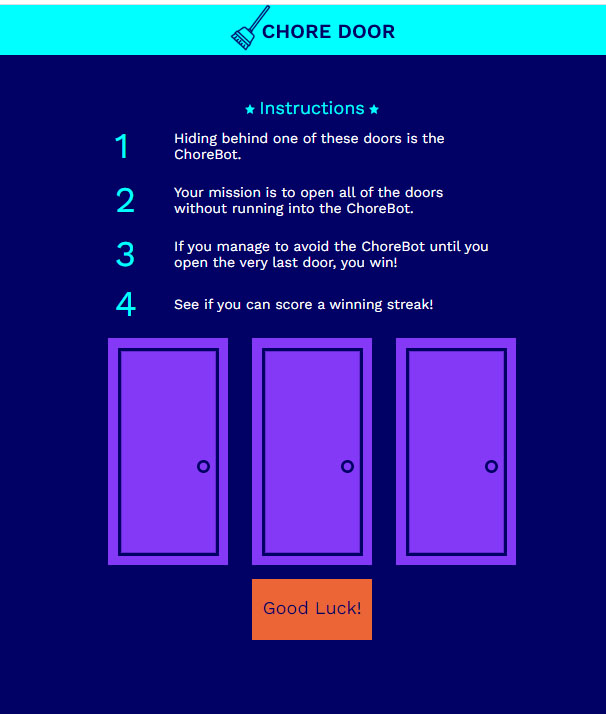 CHORE DOOR
Instructions
1
Hiding behind one of these doors is the
ChoreBot.
2
Your mission is to open all of the doors
without running into the ChoreBot.
3
If you manage to avoid the ChoreBot until you
open the very last door, you win!
4
See if you can score a winning streak!
Good Luck!